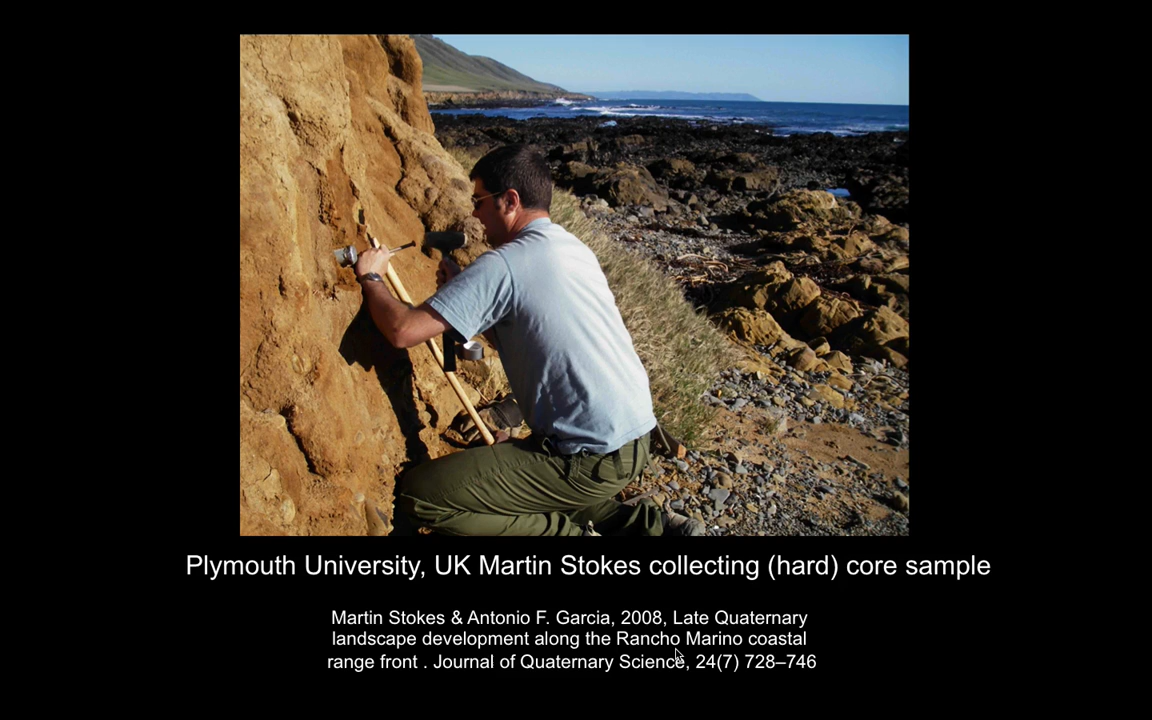 Plymouth University, UK Martin Stokes collecting (hard) core sample
Martin Stokes & Antonio F. Garcia, 2008, Late Quaternary
landscape development along the Rancho Marino coastal
range front . Journal of Quaternary Science, 24(7) 728–746